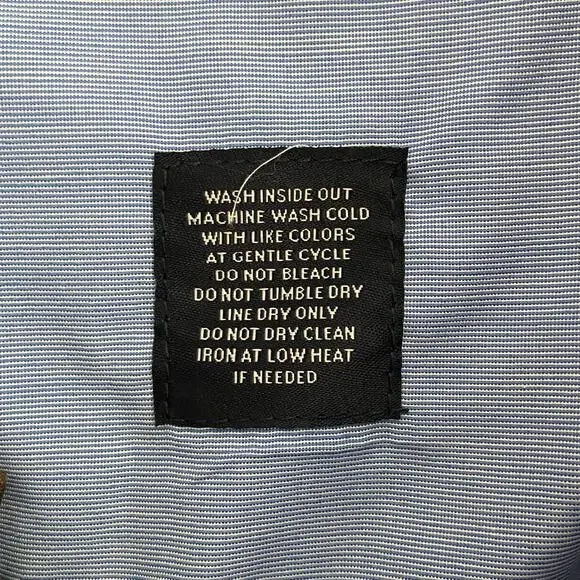 WASH INSIDE OUT
MACHINE WASH COLD
WITH LIKE COLORS
AT GENTLE CYCLE
DO NOT BLEACH
DO NOT TUMBLE DRY
LINE DRY ONLY
DO NOT DRY CLEAN
IRON AT LOW HEAT
IF NEEDED